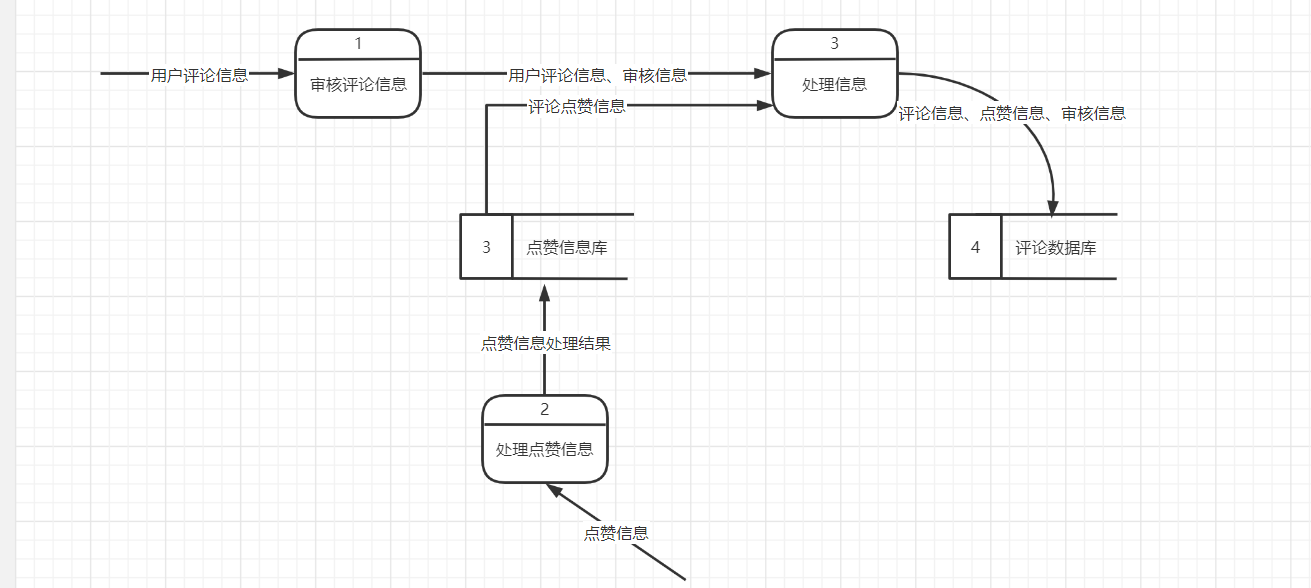 1
3
用户评论信息
审核评论信息
用户评论信息、审核信息
处理信息
评论点赞信息
评论信息、点赞信息、审核信息
3
点赞信息库
4
评论数据库
点赞信息处理结果
2
处理点赞信息
点赞信息